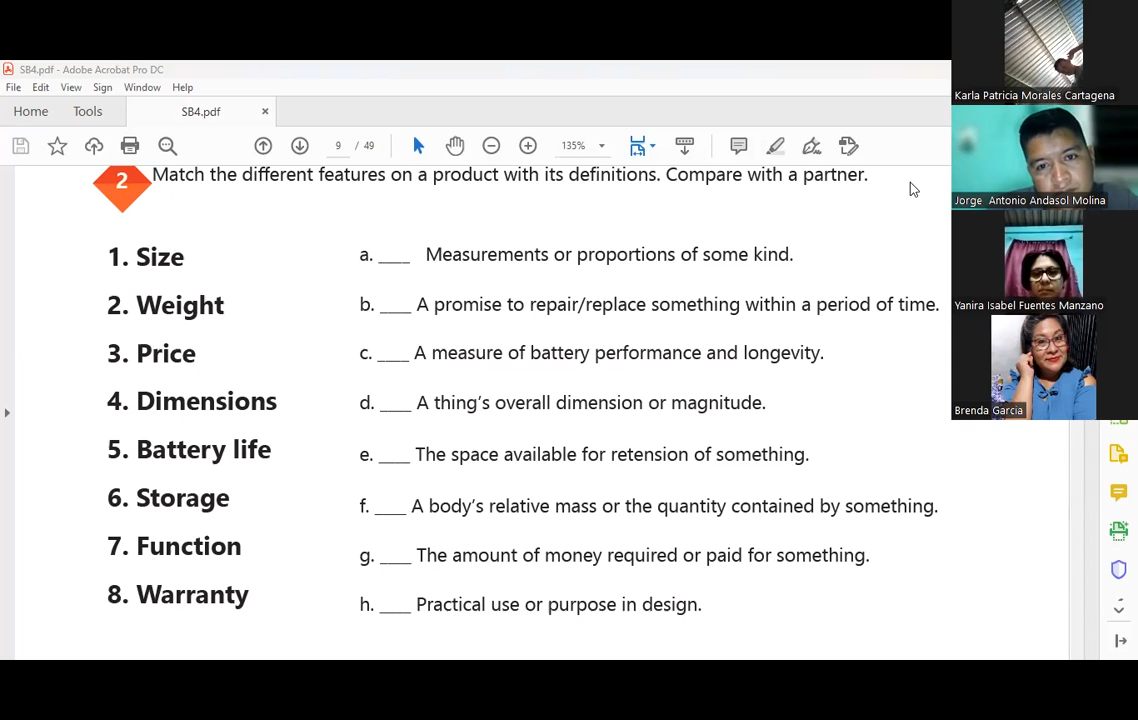 SB4.pdf - Adobe Acrobat Pro DC
File Edit View Sign Window Help
Home Tools SB4.pdf ×
9 / 49 135%
2 Match the different features on a product with its definitions. Compare with a partner.
1. Size a. ____ Measurements or proportions of some kind.
2. Weight b. ____ A promise to repair/replace something within a period of time.
3. Price c. ____ A measure of battery performance and longevity.
4. Dimensions d. ____ A thing's overall dimension or magnitude.
5. Battery life e. ____ The space available for retension of something.
6. Storage f. ____ A body's relative mass or the quantity contained by something.
7. Function g. ____ The amount of money required or paid for something.
8. Warranty h. ____ Practical use or purpose in design.
Karla Patricia Morales Cartagena
Jorge Antonio Andasol Molina
Yanira Isabel Fuentes Manzano
Brenda Garcia